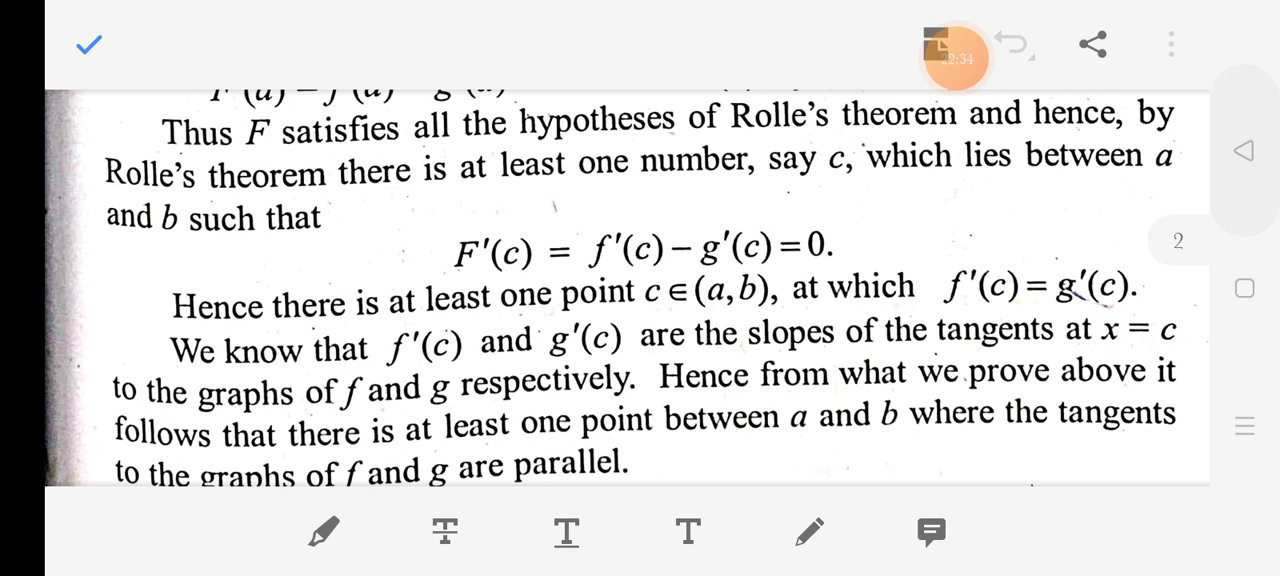 22:34
Thus F satisfies all the hypotheses of Rolle's theorem and hence, by
Rolle's theorem there is at least one number, say c, which lies between a
and b such that
F'(c) = f'(c) − g'(c) = 0.
2
Hence there is at least one point c ∈ (a, b), at which f'(c) = g'(c).
We know that f'(c) and g'(c) are the slopes of the tangents at x = c
to the graphs of f and g respectively. Hence from what we prove above it
follows that there is at least one point between a and b where the tangents
to the graphs of f and g are parallel.
T T T